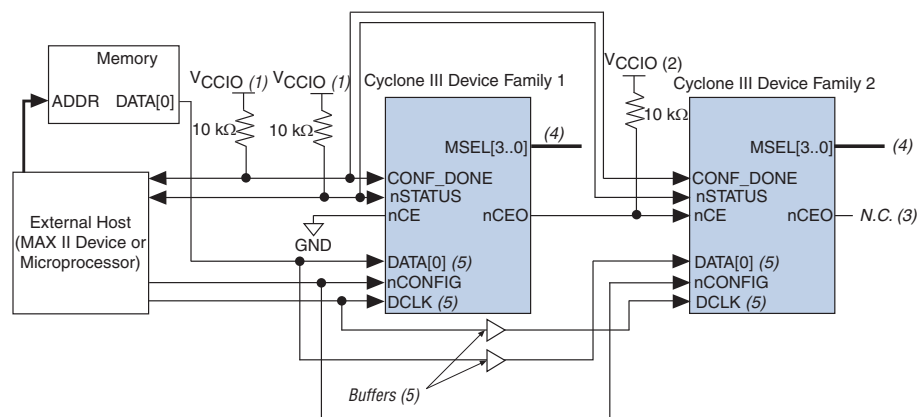 Memory
ADDR DATA[0]
VCCIO (1) VCCIO (1)
10 kΩ 10 kΩ
Cyclone III Device Family 1
MSEL[3..0] (4)
CONF_DONE
nSTATUS
nCE nCEO
GND
DATA[0] (5)
nCONFIG
DCLK (5)
External Host
(MAX II Device or
Microprocessor)
VCCIO (2)
10 kΩ
Cyclone III Device Family 2
MSEL[3..0] (4)
CONF_DONE
nSTATUS
nCE nCEO N.C. (3)
DATA[0] (5)
nCONFIG
DCLK (5)
Buffers (5)